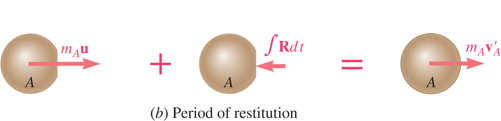 m_A u + ∫R dt = m_A v'_A
A A A
(b) Period of restitution